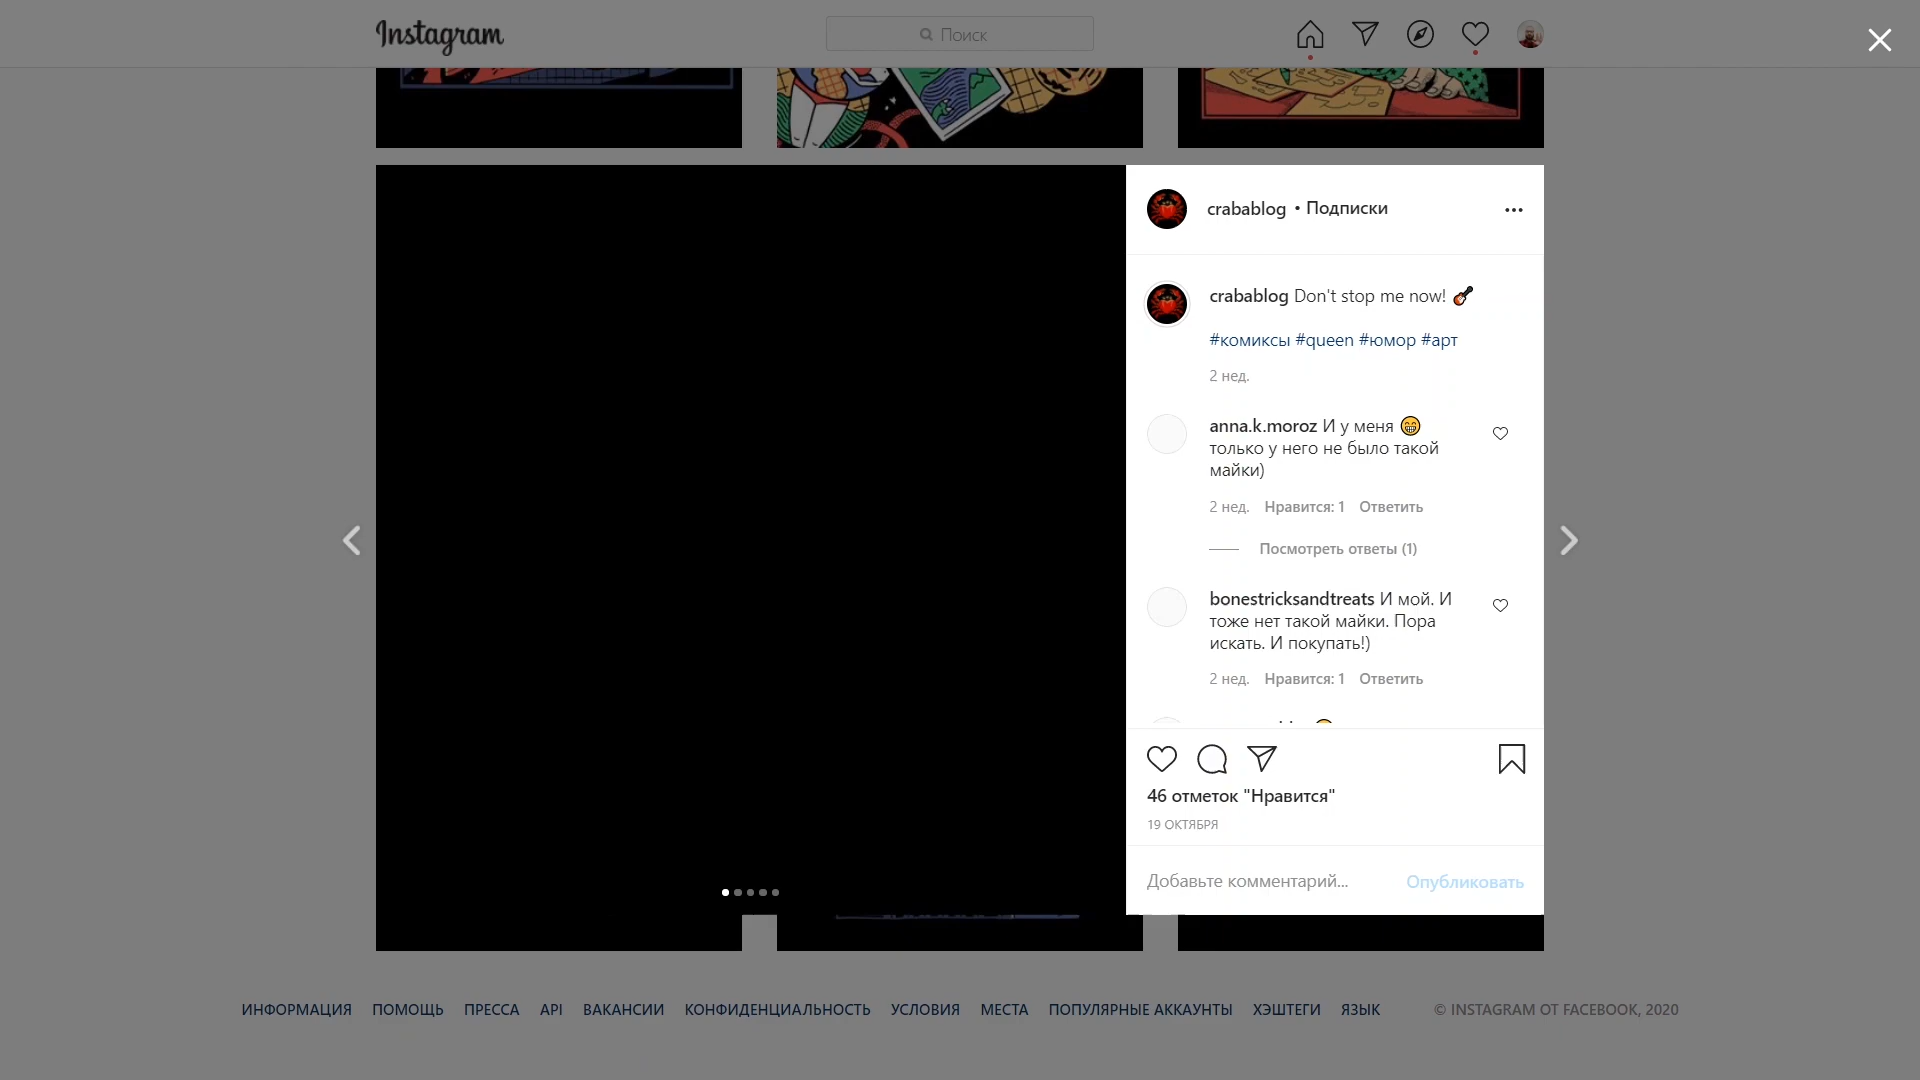 Instagram
Поиск
crabablog • Подписки
crabablog Don't stop me now! 🎸
#комиксы #queen #юмор #арт
2 нед.
anna.k.moroz И у меня 😁
только у него не было такой
майки)
2 нед. Нравится: 1 Ответить
Посмотреть ответы (1)
bonestricksandtreats И мой. И
тоже нет такой майки. Пора
искать. И покупать!)
2 нед. Нравится: 1 Ответить
46 отметок "Нравится"
19 ОКТЯБРЯ
Добавьте комментарий... Опубликовать
ИНФОРМАЦИЯ ПОМОЩЬ ПРЕССА API ВАКАНСИИ КОНФИДЕНЦИАЛЬНОСТЬ УСЛОВИЯ МЕСТА ПОПУЛЯРНЫЕ АККАУНТЫ ХЭШТЕГИ ЯЗЫК © INSTAGRAM ОТ FACEBOOK, 2020